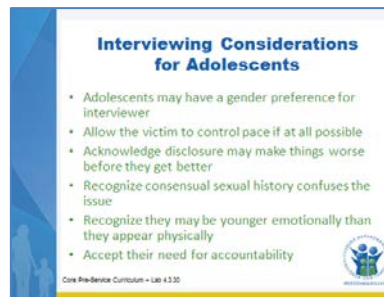 Interviewing Considerations
for Adolescents
• Adolescents may have a gender preference for
interviewer
• Allow the victim to control pace if at all possible
• Acknowledge disclosure may make things worse
before they get better
• Recognize consensual sexual history confuses the
issue
• Recognize they may be younger emotionally than
they appear physically
• Accept their need for accountability
Core Pre-Service Curriculum – Lab 4.3.30